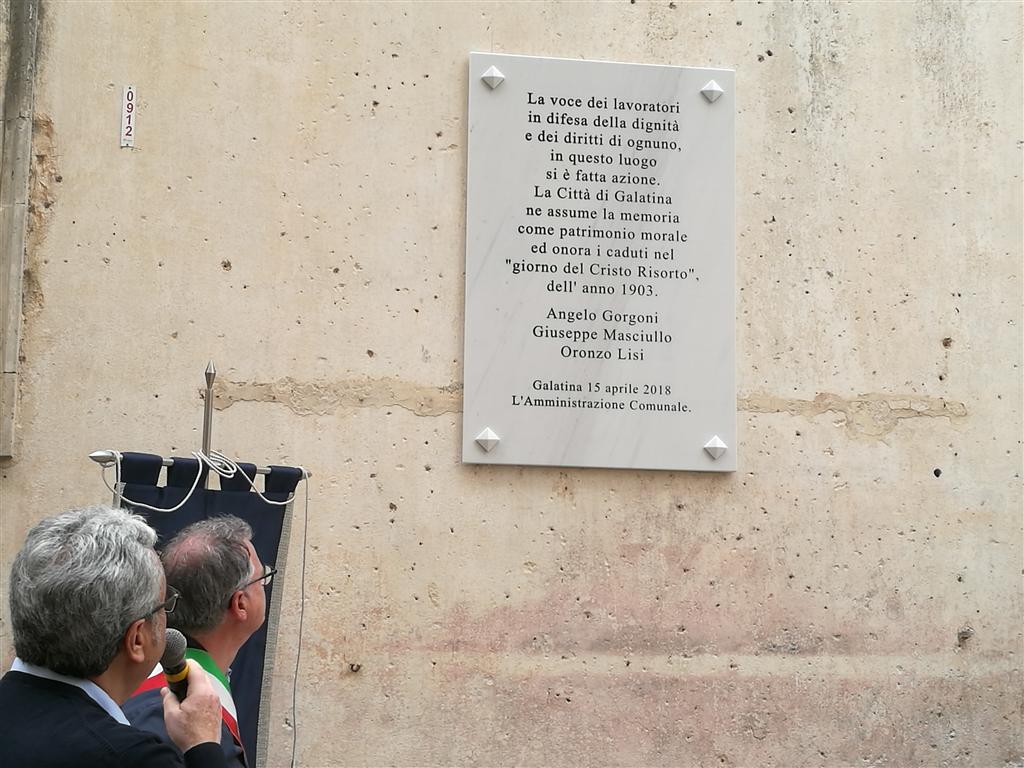 0912
La voce dei lavoratori
in difesa della dignità
e dei diritti di ognuno,
in questo luogo
si è fatta azione.
La Città di Galatina
ne assume la memoria
come patrimonio morale
ed onora i caduti nel
"giorno del Cristo Risorto",
dell' anno 1903.
Angelo Gorgoni
Giuseppe Masciullo
Oronzo Lisi
Galatina 15 aprile 2018
L'Amministrazione Comunale.